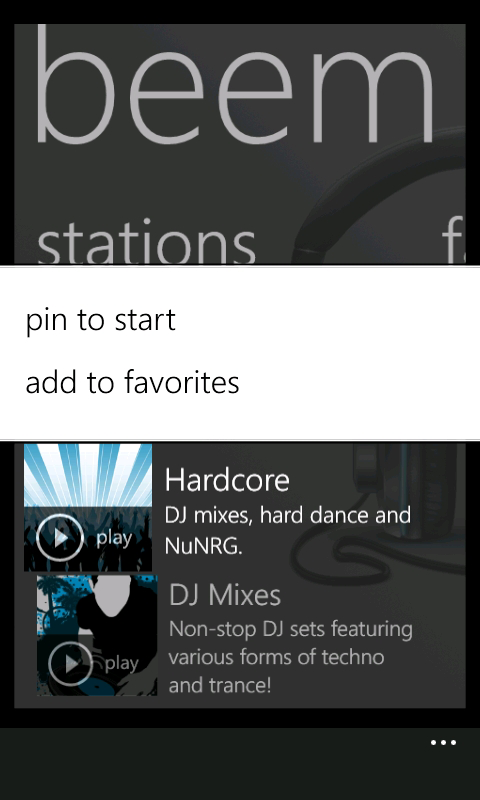 beem
stations
f
pin to start
add to favorites
Hardcore
DJ mixes, hard dance and
NuNRG.
play
DJ Mixes
Non-stop DJ sets featuring
various forms of techno
and trance!
play